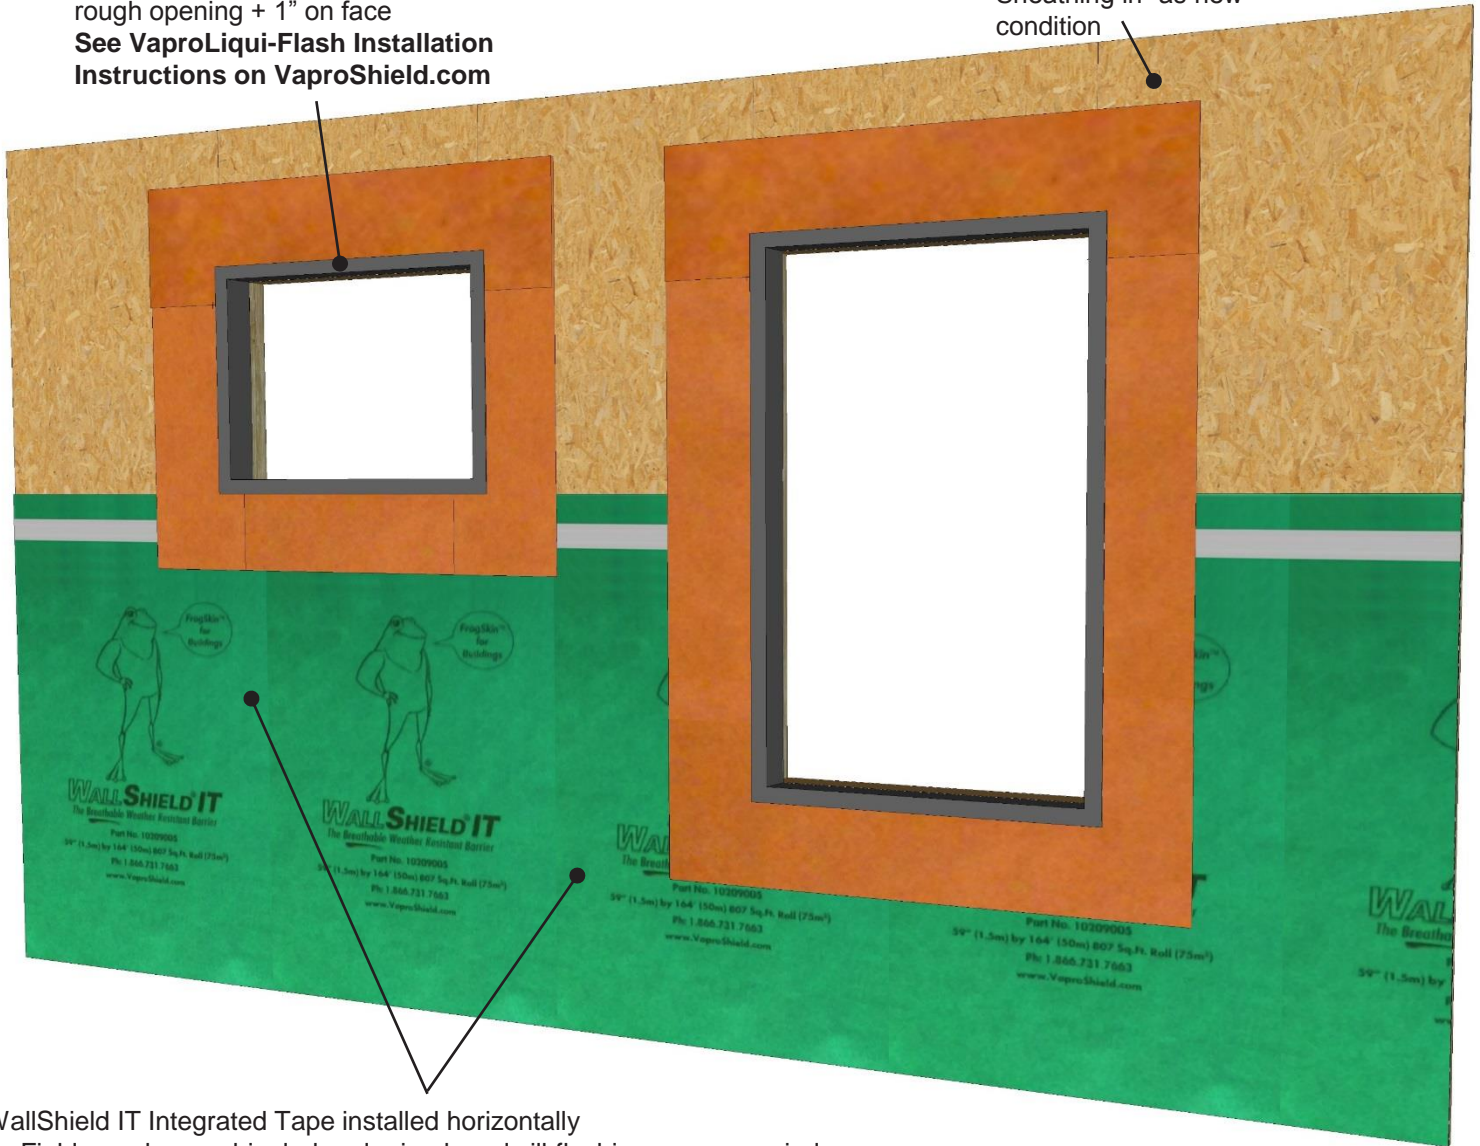 rough opening + 1” on face
See VaproLiqui-Flash Installation
Instructions on VaproShield.com
condition
FrogSkin™
for
Buildings
WALLSHIELD® IT
The Breathable Weather Resistant Barrier
Part No. 10209005
59" (1.5m) by 164' (50m) 807 Sq.Ft. Roll (75m²)
Ph: 1.866.731.7663
www.VaproShield.com
FrogSkin™
for
Buildings
WALLSHIELD® IT
The Breathable Weather Resistant Barrier
Part No. 10209005
59" (1.5m) by 164' (50m) 807 Sq.Ft. Roll (75m²)
Ph: 1.866.731.7663
www.VaproShield.com
Part No. 10209005
59" (1.5m) by 164' (50m) 807 Sq.Ft. Roll (75m²)
Ph: 1.866.731.7663
www.VaproShield.com
Part No. 10209005
59" (1.5m) by 164' (50m) 807 Sq.Ft. Roll (75m²)
Ph: 1.866.731.7663
www.VaproShield.com
59" (1.5m) by
WallShield IT Integrated Tape installed horizontally